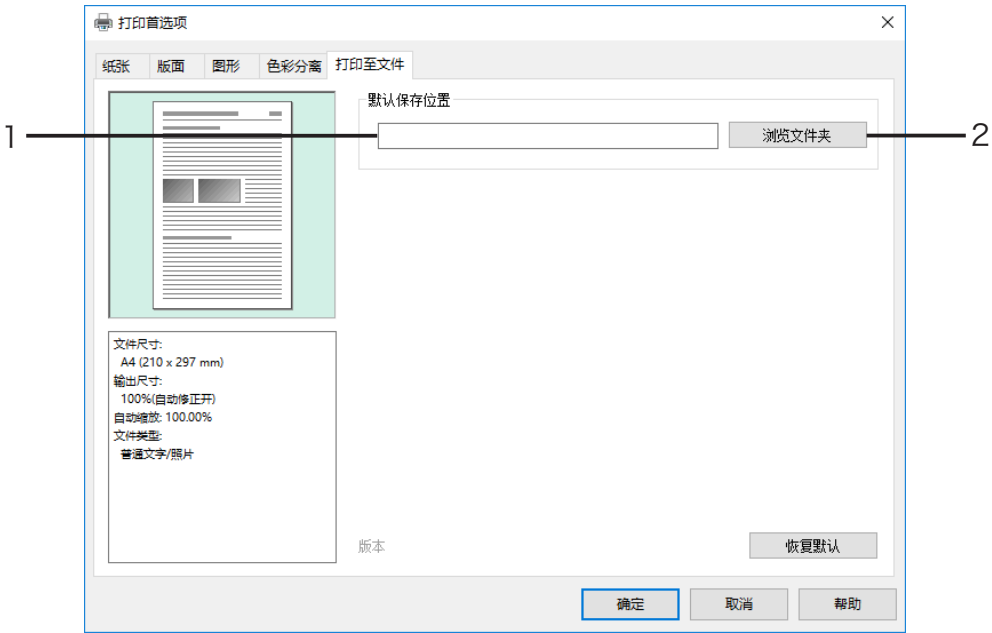 打印首选项
纸张 版面 图形 色彩分离 打印至文件
默认保存位置
1
浏览文件夹
2
文件尺寸:
A4 (210 x 297 mm)
输出尺寸:
100%(自动修正开)
自动缩放: 100.00%
文件类型:
普通文字/照片
版本
恢复默认
确定 取消 帮助